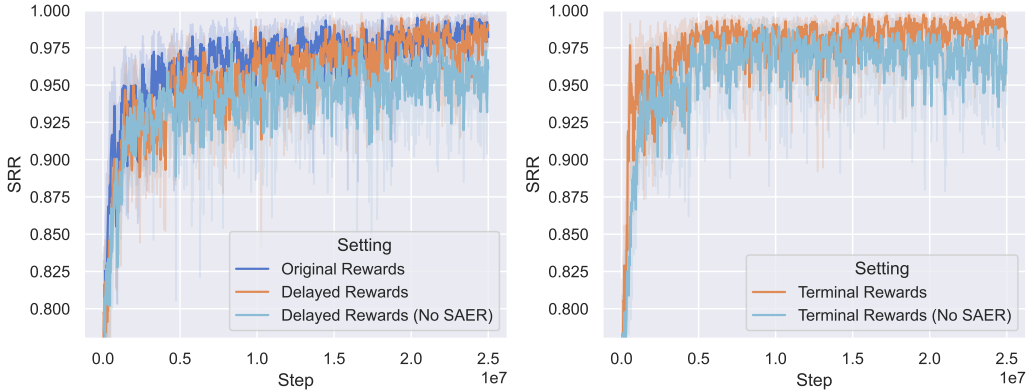 1.000
0.975
0.950
0.925
0.900
0.875
0.850
0.825
0.800
SRR
Setting
Original Rewards
Delayed Rewards
Delayed Rewards (No SAER)
0.0 0.5 1.0 1.5 2.0 2.5
Step
1e7
1.000
0.975
0.950
0.925
0.900
0.875
0.850
0.825
0.800
SRR
Setting
Terminal Rewards
Terminal Rewards (No SAER)
0.0 0.5 1.0 1.5 2.0 2.5
Step
1e7